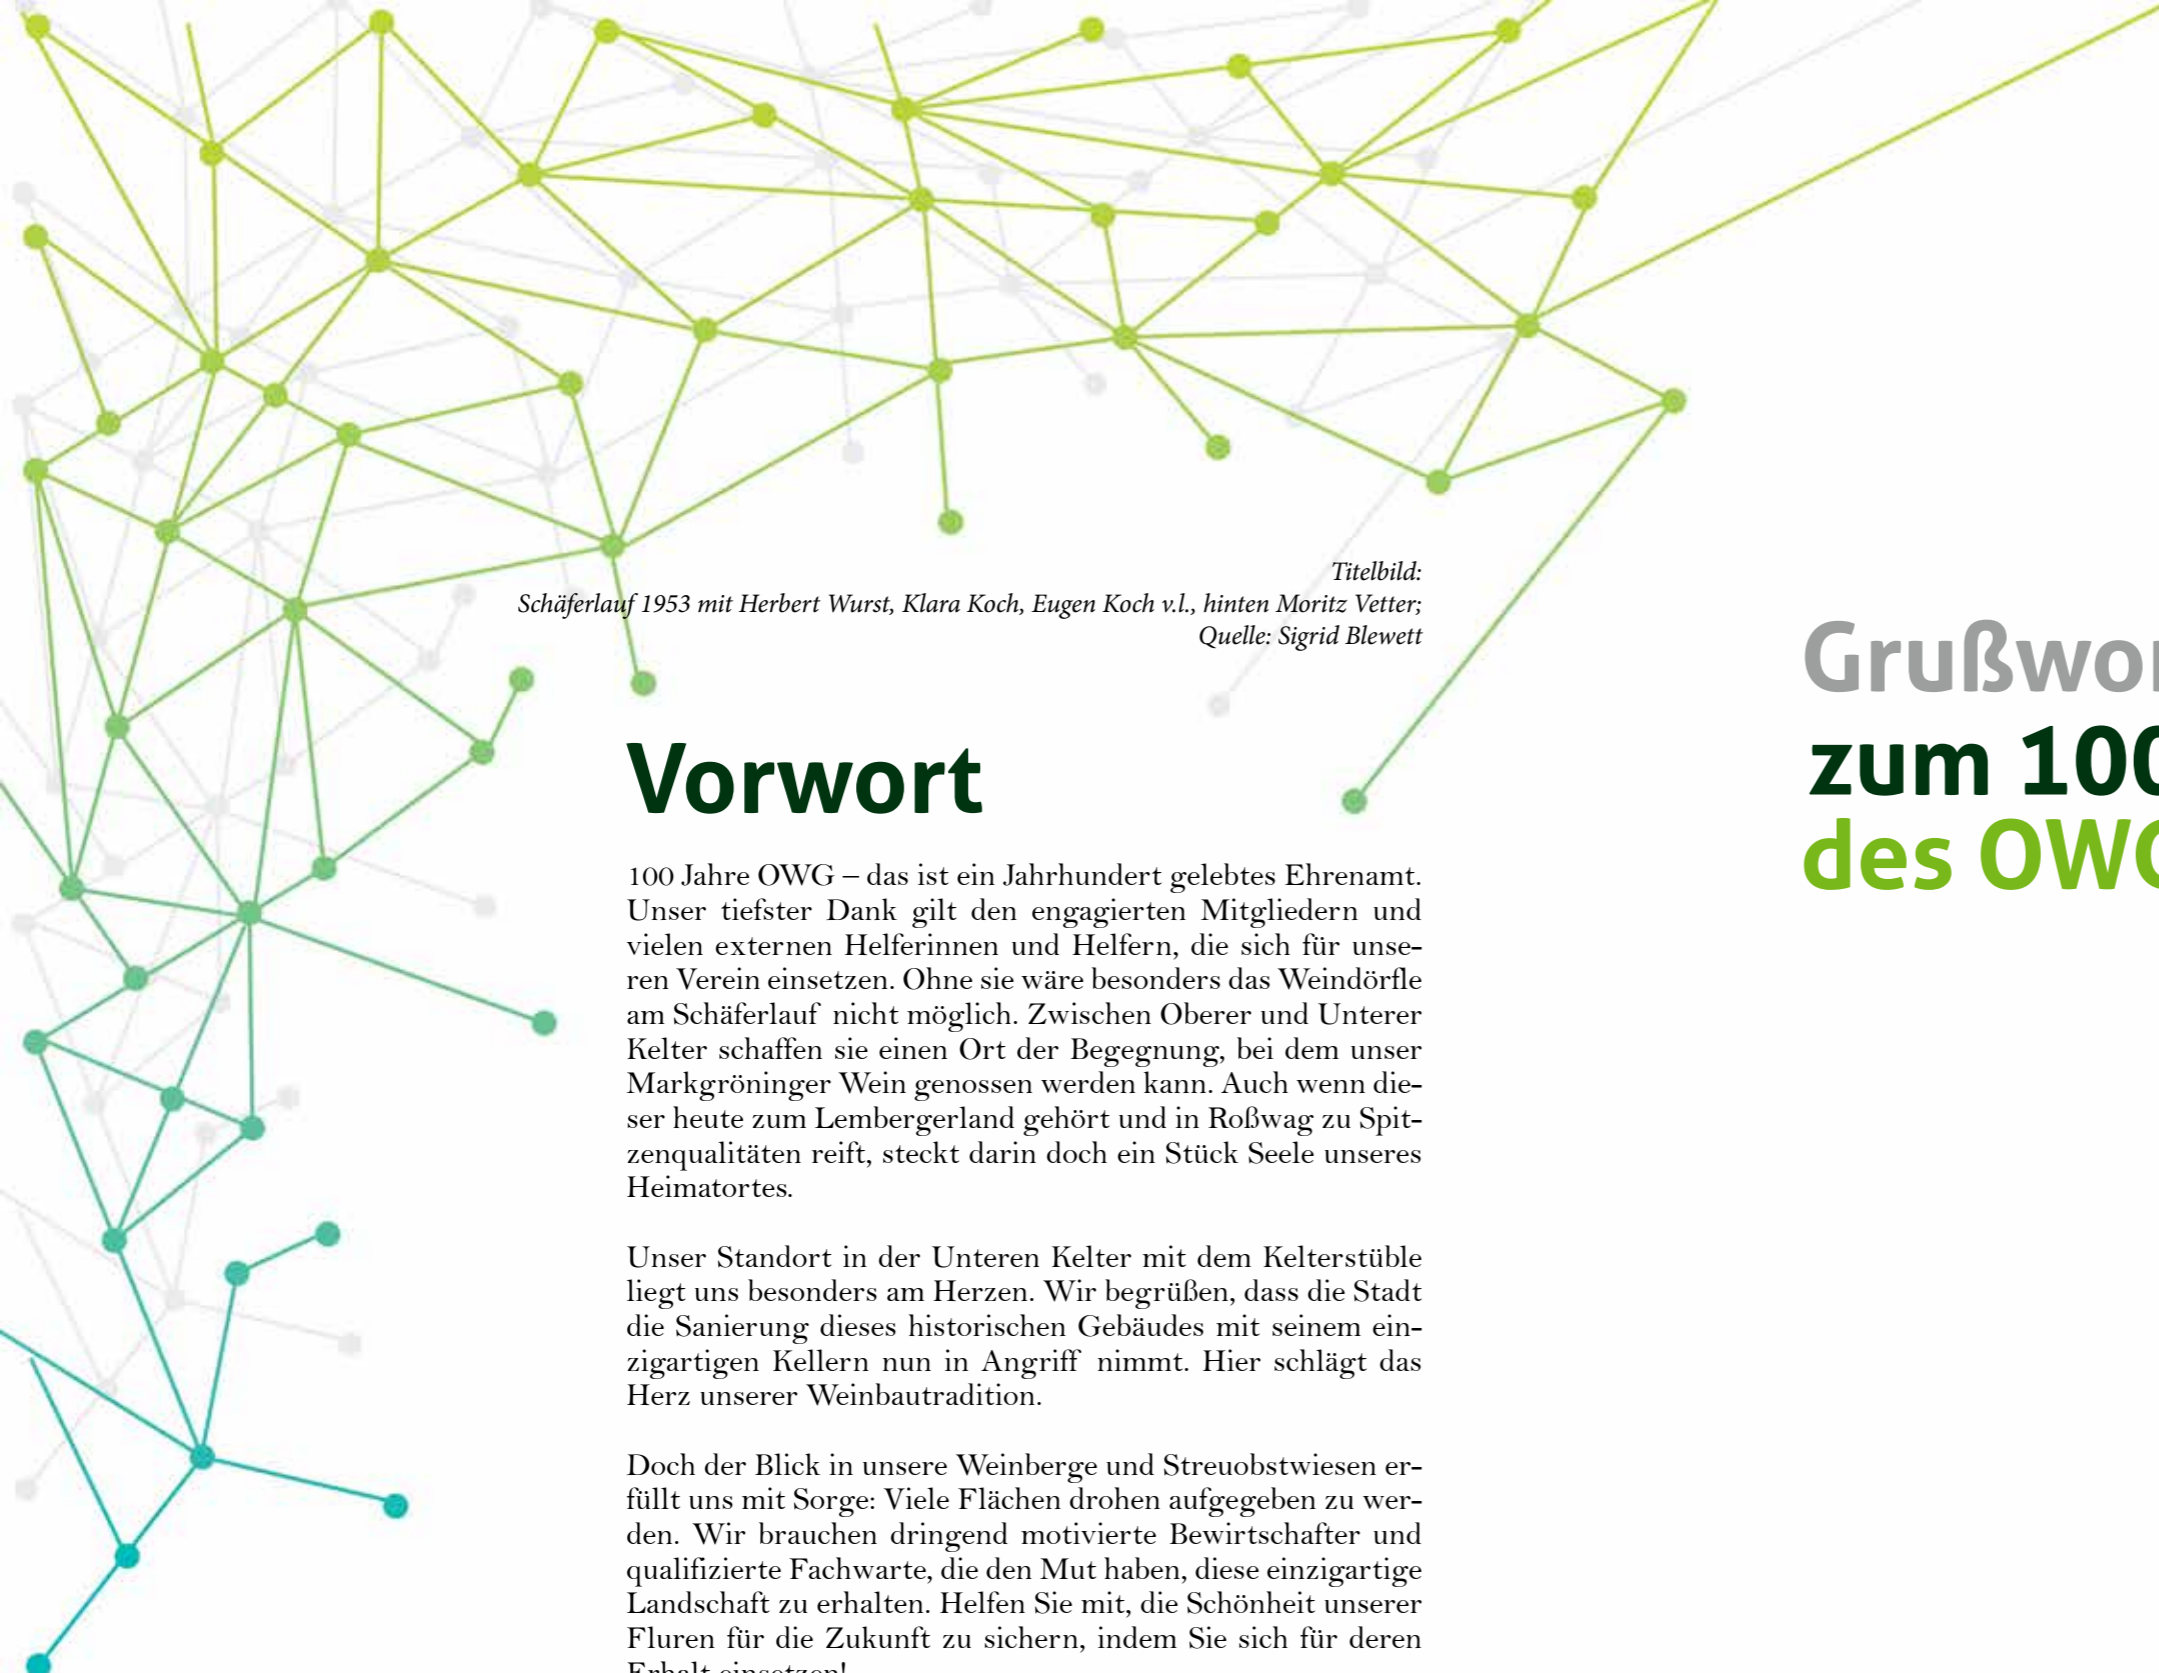 Titelbild:
Schäferlauf 1953 mit Herbert Wurst, Klara Koch, Eugen Koch v.l., hinten Moritz Vetter;
Quelle: Sigrid Blewett
Vorwort
100 Jahre OWG – das ist ein Jahrhundert gelebtes Ehrenamt.
Unser tiefster Dank gilt den engagierten Mitgliedern und
vielen externen Helferinnen und Helfern, die sich für unse-
ren Verein einsetzen. Ohne sie wäre besonders das Weindörfle
am Schäferlauf nicht möglich. Zwischen Oberer und Unterer
Kelter schaffen sie einen Ort der Begegnung, bei dem unser
Markgröninger Wein genossen werden kann. Auch wenn die-
ser heute zum Lembergerland gehört und in Roßwag zu Spit-
zenqualitäten reift, steckt darin doch ein Stück Seele unseres
Heimatortes.
Unser Standort in der Unteren Kelter mit dem Kelterstüble
liegt uns besonders am Herzen. Wir begrüßen, dass die Stadt
die Sanierung dieses historischen Gebäudes mit seinem ein-
zigartigen Kellern nun in Angriff nimmt. Hier schlägt das
Herz unserer Weinbautradition.
Doch der Blick in unsere Weinberge und Streuobstwiesen er-
füllt uns mit Sorge: Viele Flächen drohen aufgegeben zu wer-
den. Wir brauchen dringend motivierte Bewirtschafter und
qualifizierte Fachwarte, die den Mut haben, diese einzigartige
Landschaft zu erhalten. Helfen Sie mit, die Schönheit unserer
Fluren für die Zukunft zu sichern, indem Sie sich für deren
Erhalt einsetzen!
Grußwor
zum 100
des OWG